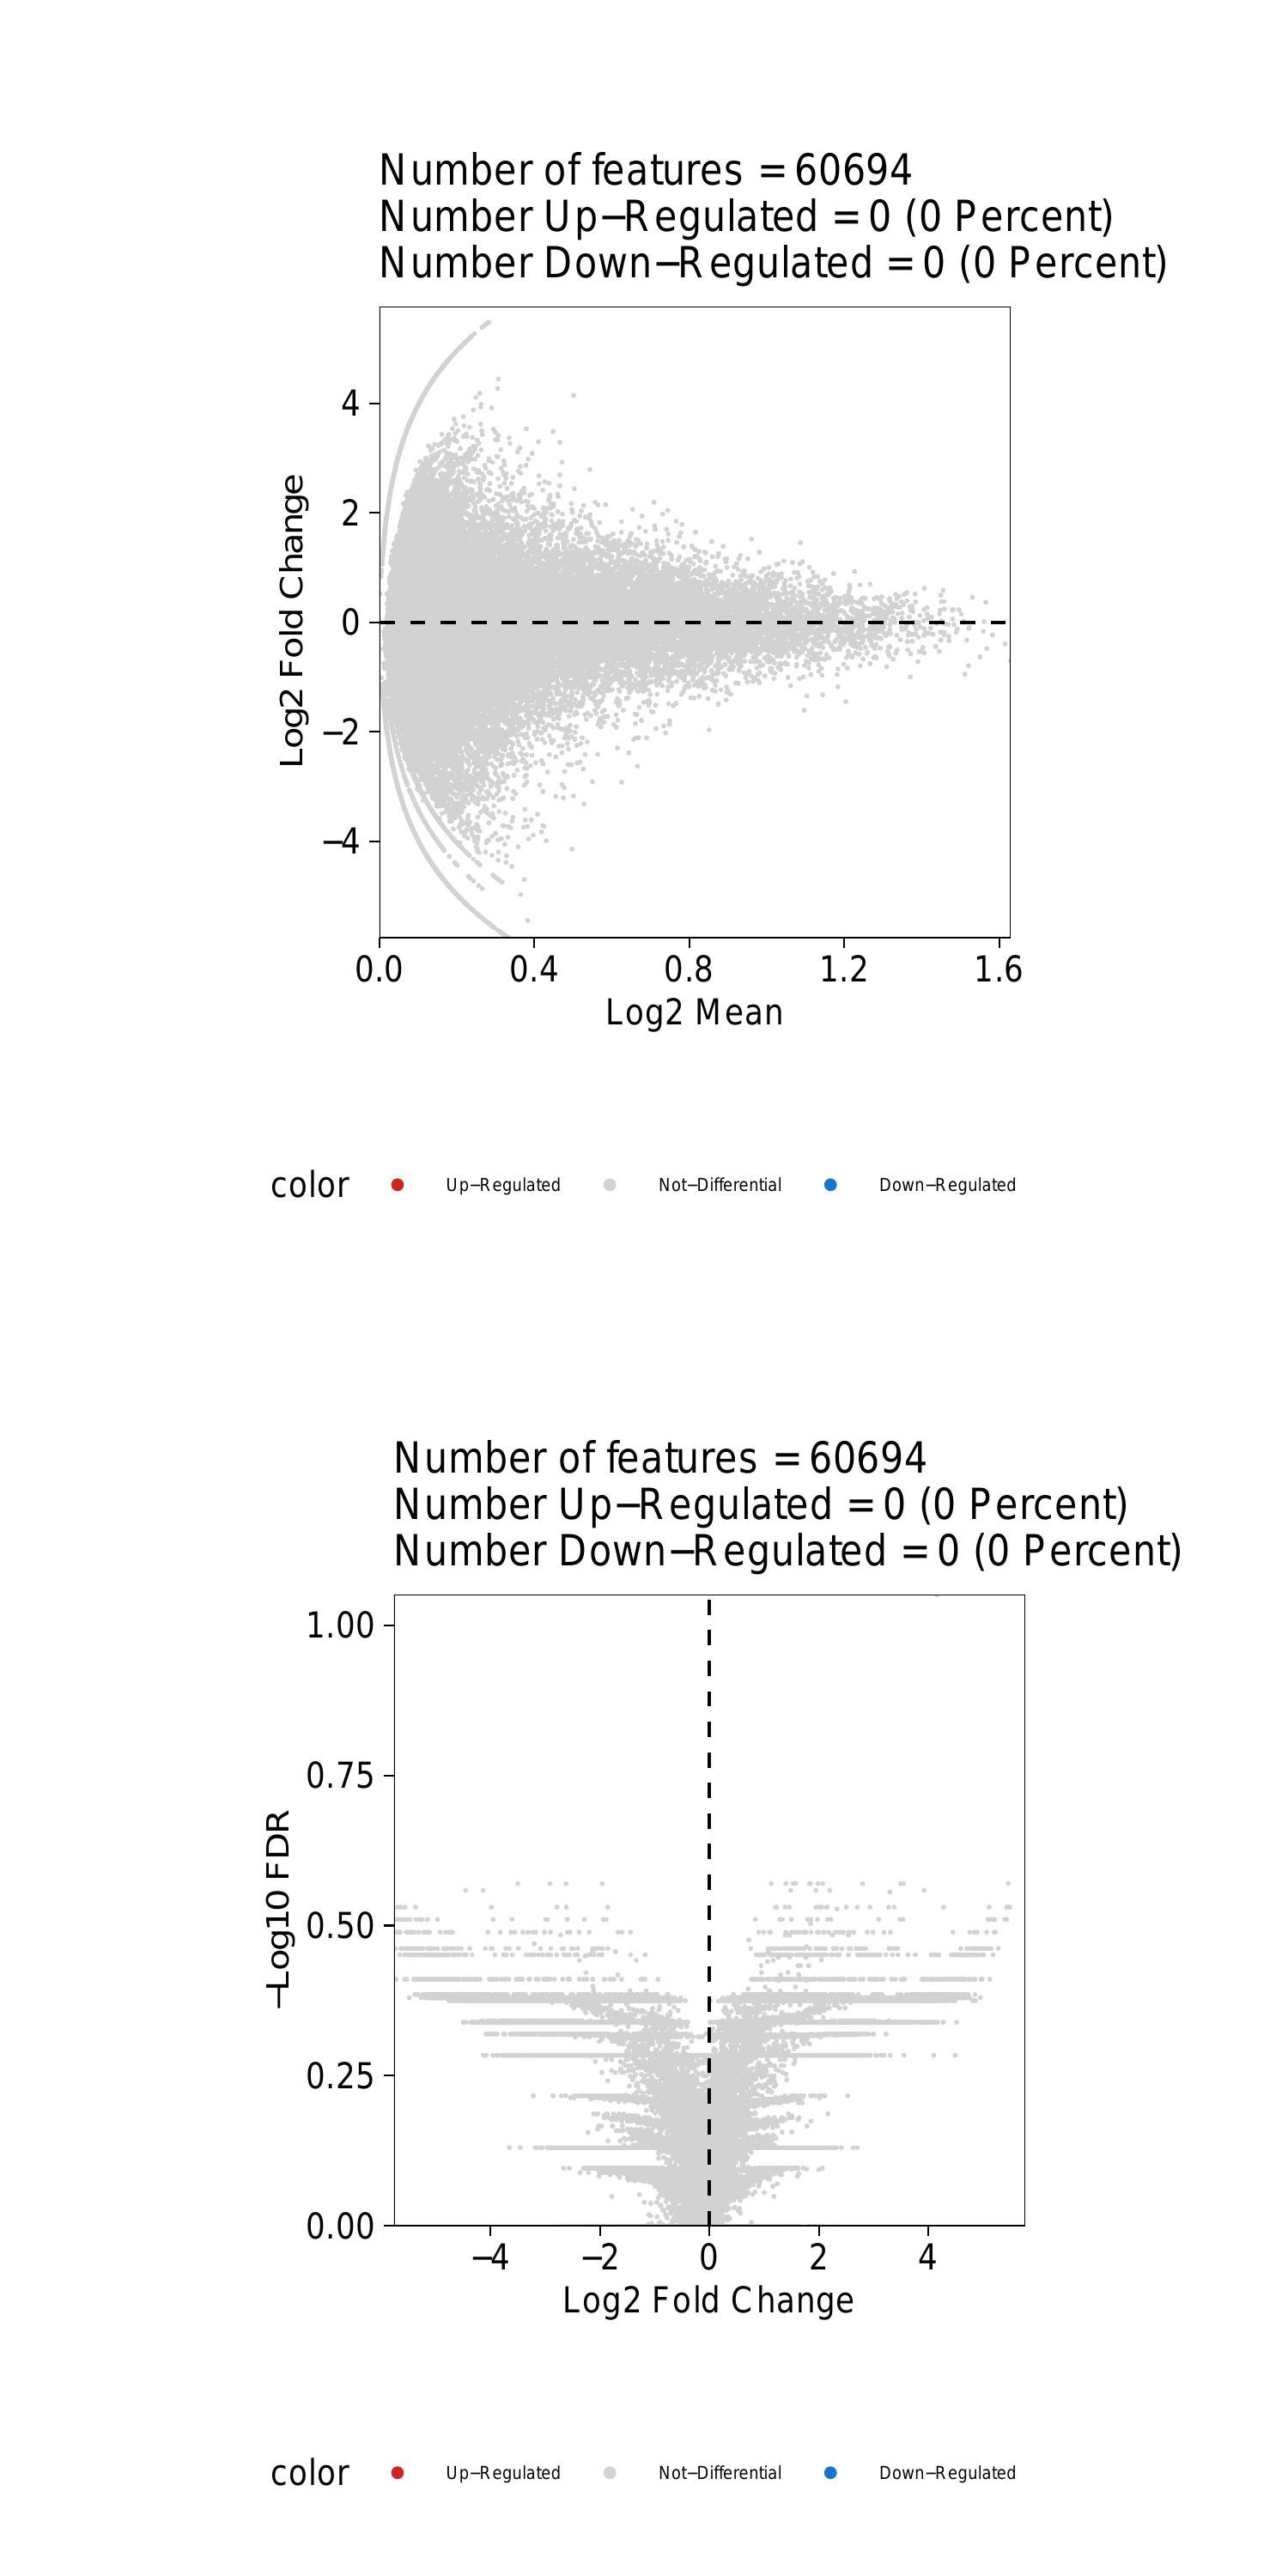 Number of features = 60694
Number Up−Regulated = 0 (0 Percent)
Number Down−Regulated = 0 (0 Percent)
4
2
0
−2
−4
Log2 Fold Change
0.0 0.4 0.8 1.2 1.6
Log2 Mean
color Up−Regulated Not−Differential Down−Regulated
Number of features = 60694
Number Up−Regulated = 0 (0 Percent)
Number Down−Regulated = 0 (0 Percent)
1.00
0.75
0.50
0.25
0.00
−Log10 FDR
−4 −2 0 2 4
Log2 Fold Change
color Up−Regulated Not−Differential Down−Regulated